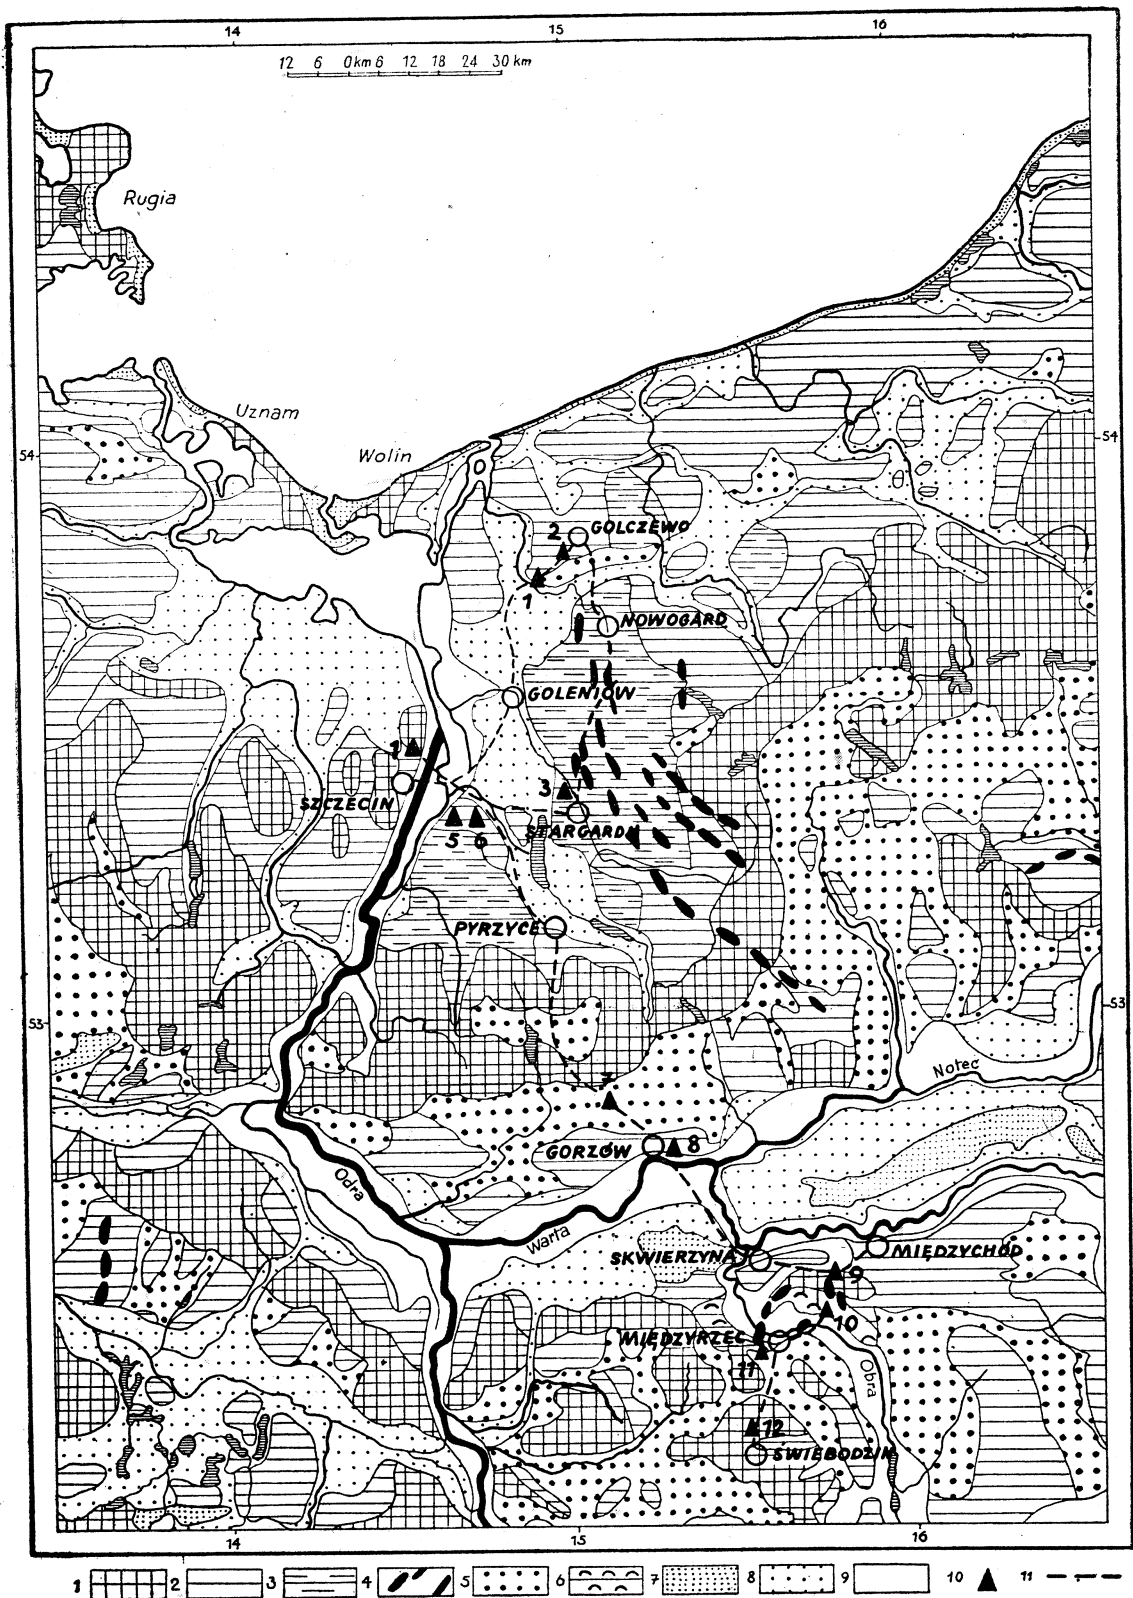 14 15 16
12 6 0km 6 12 18 24 30 km
Rugia
Uznam
54
Wolin
54
2 GOLCZEWO
1
NOWOGARD
GOLENIÓW
1
SZCZECIN
3
5 6
STARGARD
PYRZYCE
53
53
Noteć
7
GORZÓW 8
Odra
Warta
SKWIERZYNA
MIĘDZYCHÓD
9
10
MIĘDZYRZEC
11
Obra
12
ŚWIEBODZIN
14 15 16
1 2 3 4 5 6 7 8 9 10 11